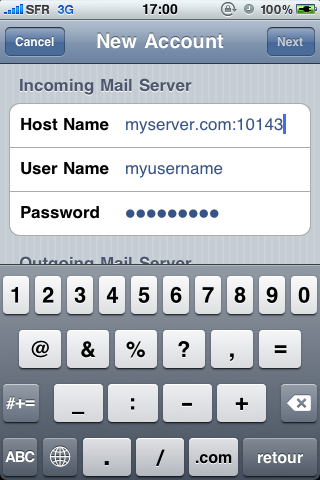 SFR 3G 17:00 100%
Cancel New Account Next
Incoming Mail Server
Host Name myserver.com:10143
User Name myusername
Password ●●●●●●●●●
Outgoing Mail Server
1 2 3 4 5 6 7 8 9 0
@ & % ? , =
#+= _ : - +
ABC . / .com retour